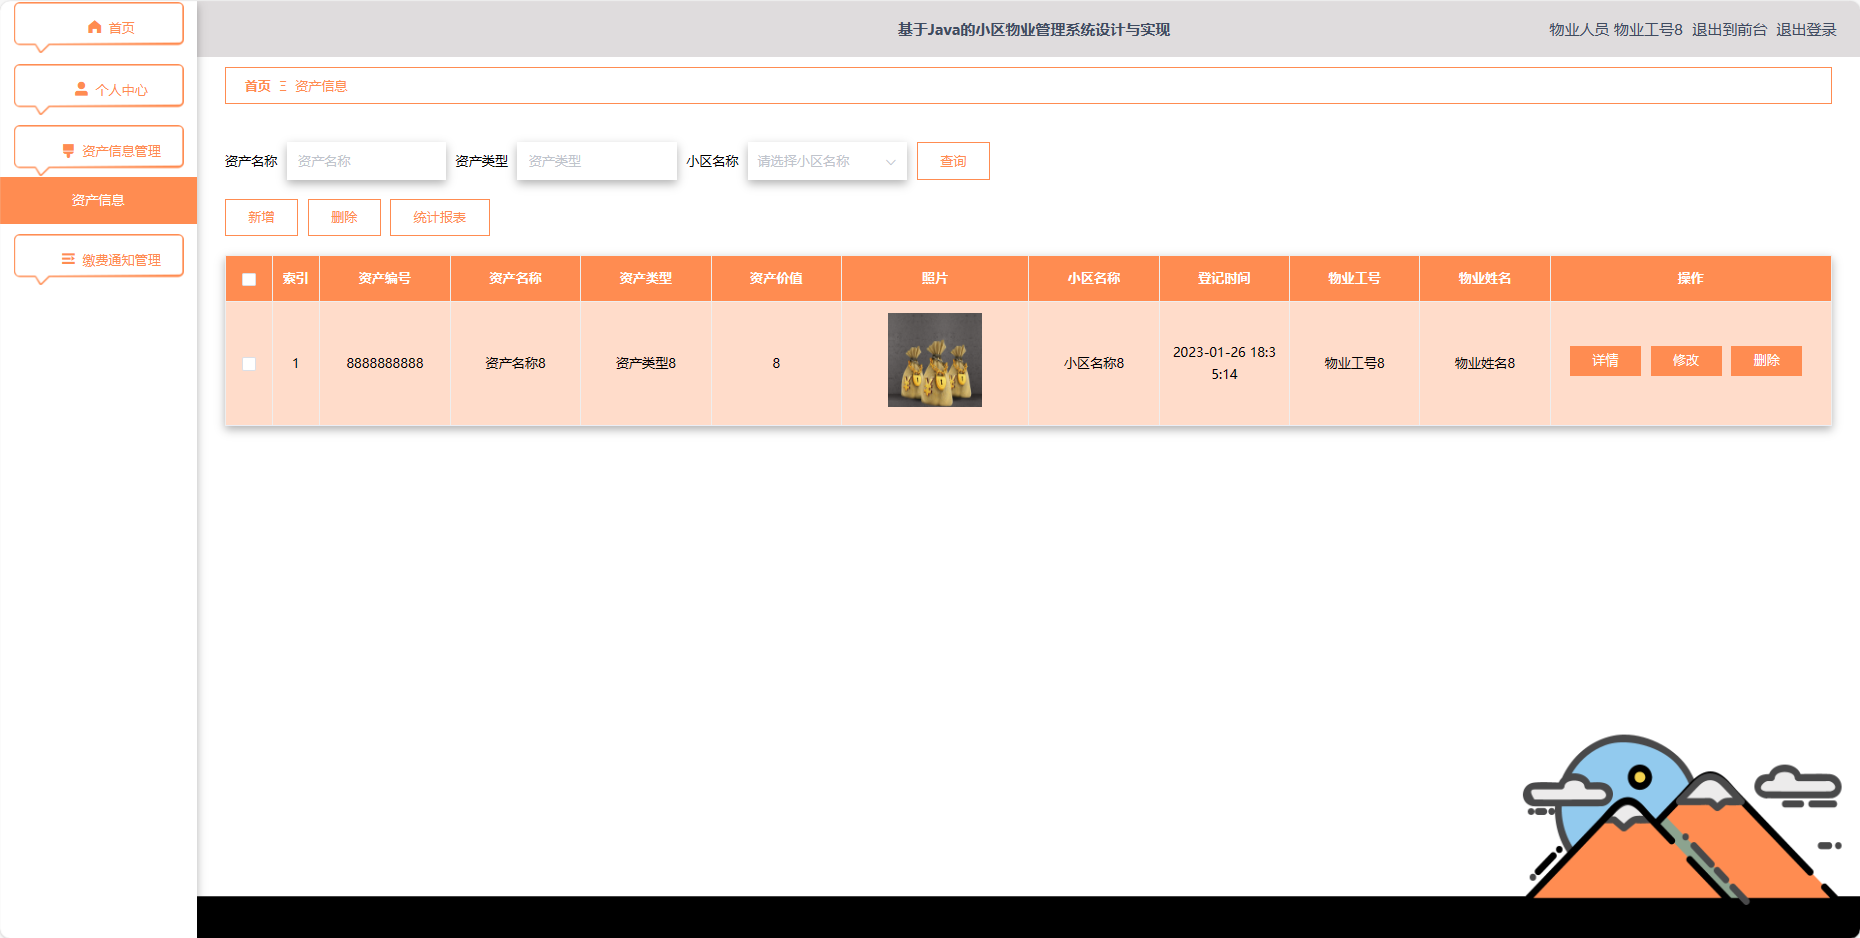 首页
个人中心
资产信息管理
资产信息
缴费通知管理
基于Java的小区物业管理系统设计与实现
物业人员 物业工号8 退出到前台 退出登录
首页 Ξ 资产信息
资产名称 资产名称 资产类型 资产类型 小区名称 请选择小区名称 查询
新增 删除 统计报表
索引 资产编号 资产名称 资产类型 资产价值 照片 小区名称 登记时间 物业工号 物业姓名 操作
1 8888888888 资产名称8 资产类型8 8 小区名称8 2023-01-26 18:3 物业工号8 物业姓名8 详情 修改 删除
5:14